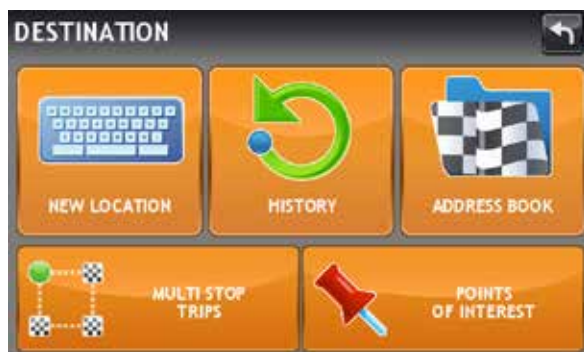 DESTINATION
NEW LOCATION
HISTORY
ADDRESS BOOK
MULTI STOP
TRIPS
POINTS
OF INTEREST